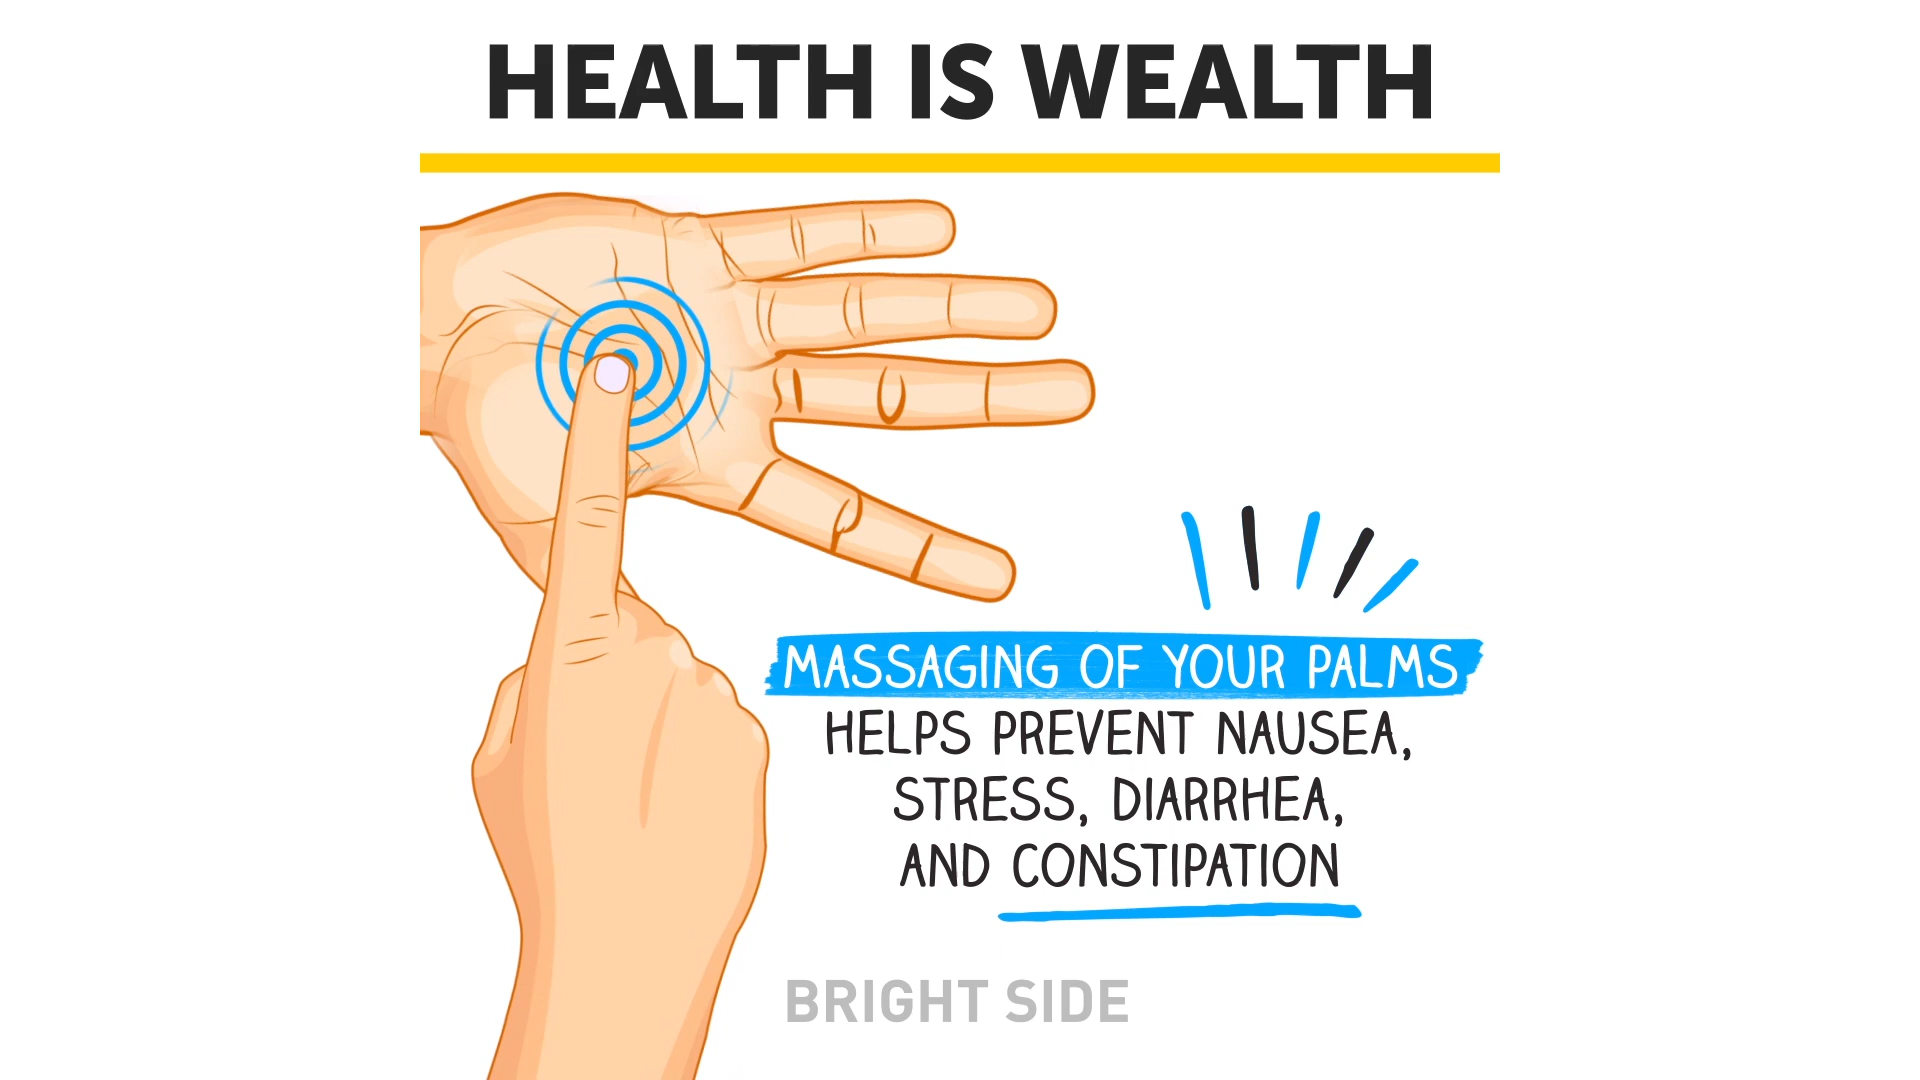 HEALTH IS WEALTH
MASSAGING OF YOUR PALMS
HELPS PREVENT NAUSEA,
STRESS, DIARRHEA,
AND CONSTIPATION
BRIGHT SIDE